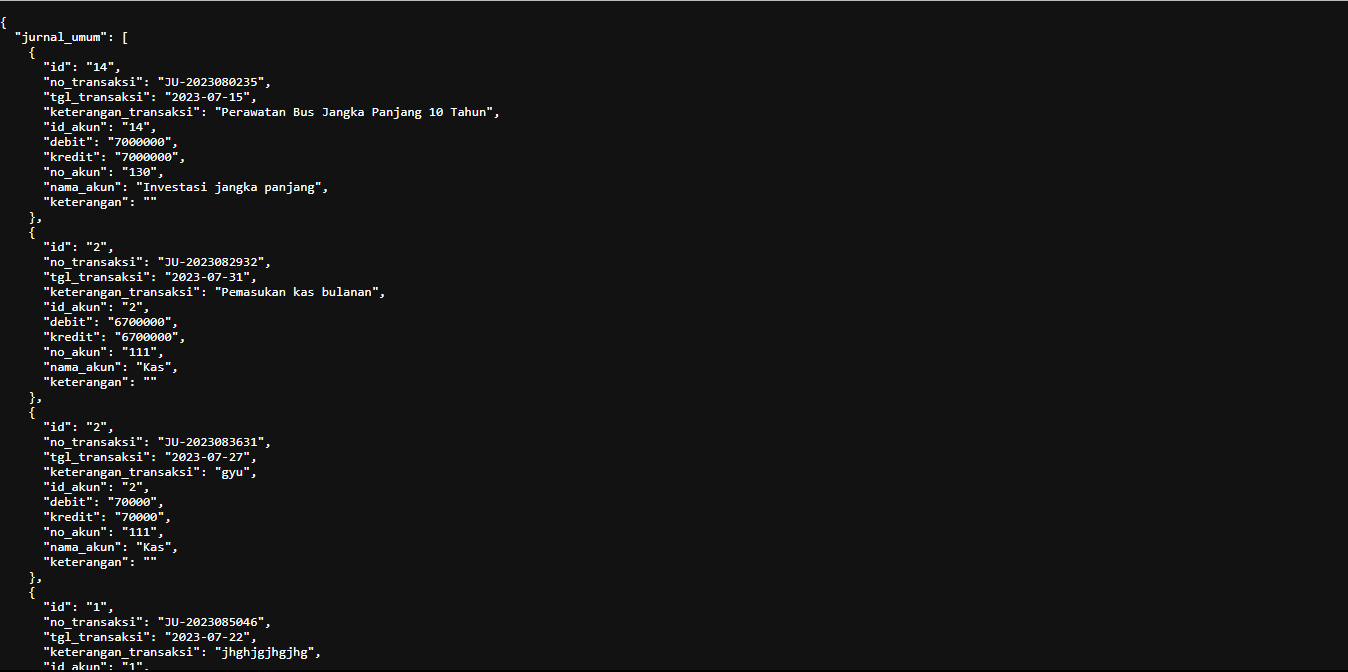 {
"jurnal_umum": [
{
"id": "14",
"no_transaksi": "JU-2023080235",
"tgl_transaksi": "2023-07-15",
"keterangan_transaksi": "Perawatan Bus Jangka Panjang 10 Tahun",
"id_akun": "14",
"debit": "7000000",
"kredit": "7000000",
"no_akun": "130",
"nama_akun": "Investasi jangka panjang",
"keterangan": ""
},
{
"id": "2",
"no_transaksi": "JU-2023082932",
"tgl_transaksi": "2023-07-31",
"keterangan_transaksi": "Pemasukan kas bulanan",
"id_akun": "2",
"debit": "6700000",
"kredit": "6700000",
"no_akun": "111",
"nama_akun": "Kas",
"keterangan": ""
},
{
"id": "2",
"no_transaksi": "JU-2023083631",
"tgl_transaksi": "2023-07-27",
"keterangan_transaksi": "gyu",
"id_akun": "2",
"debit": "70000",
"kredit": "70000",
"no_akun": "111",
"nama_akun": "Kas",
"keterangan": ""
},
{
"id": "1",
"no_transaksi": "JU-2023085046",
"tgl_transaksi": "2023-07-22",
"keterangan_transaksi": "jhghjgjhgjhg",
"id_akun": "1",